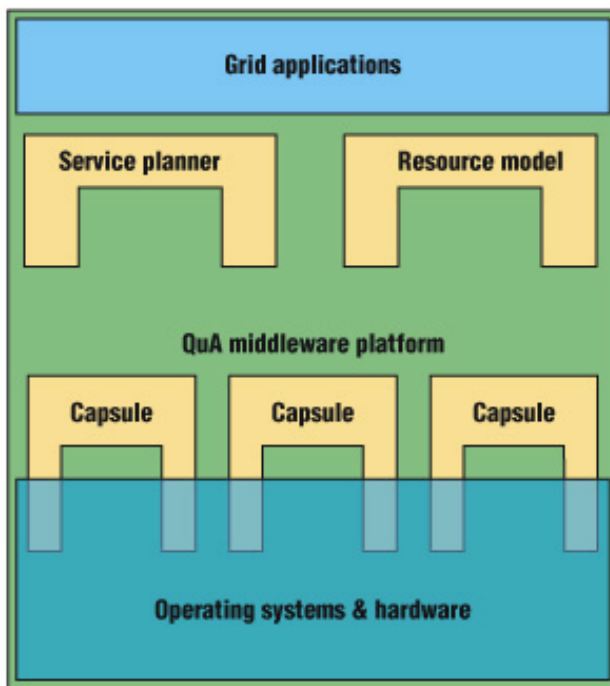 Grid applications
Service planner
Resource model
QuA middleware platform
Capsule
Capsule
Capsule
Operating systems & hardware